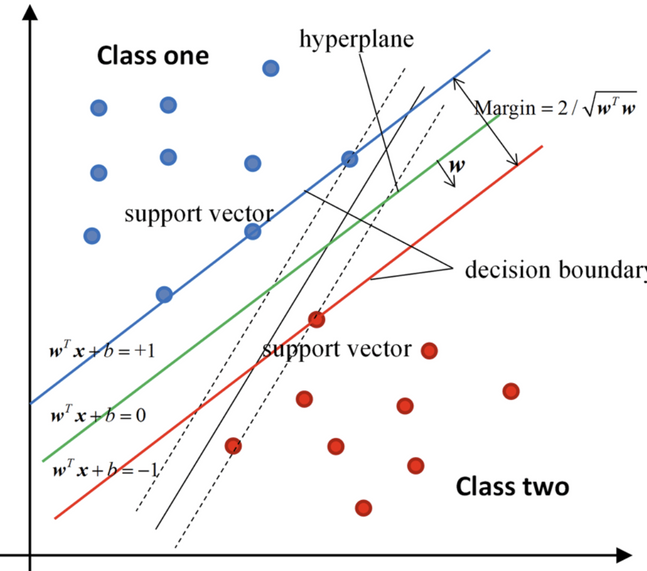 hyperplane
Class one
Margin = 2 / √wᵀw
w
support vector
decision boundary
wᵀx + b = +1
support vector
wᵀx + b = 0
wᵀx + b = −1
Class two